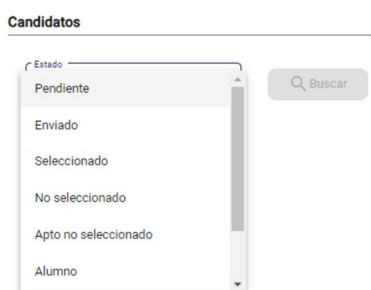 Candidatos
Estado
Pendiente
Buscar
Enviado
Seleccionado
No seleccionado
Apto no seleccionado
Alumno